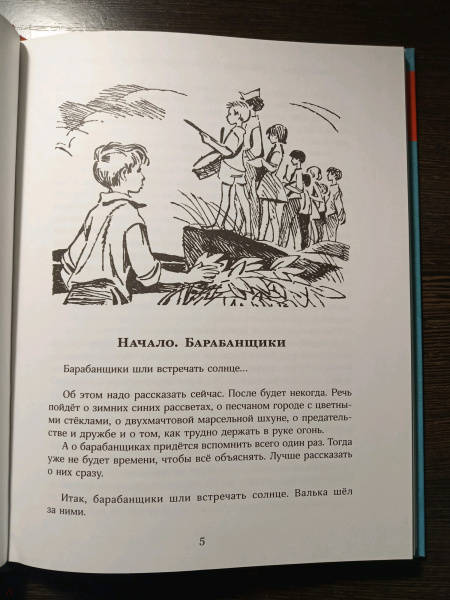 Начало. Барабанщики
Барабанщики шли встречать солнце...
Об этом надо рассказать сейчас. После будет некогда. Речь
пойдёт о зимних синих рассветах, о песчаном городе с цветны-
ми стёклами, о двухмачтовой марсельной шхуне, о предатель-
стве и дружбе и о том, как трудно держать в руке огонь.
А о барабанщиках придётся вспомнить всего один раз. Тогда
уже не будет времени, чтобы всё объяснять. Лучше рассказать
о них сразу.
Итак, барабанщики шли встречать солнце. Валька шёл
за ними.
5